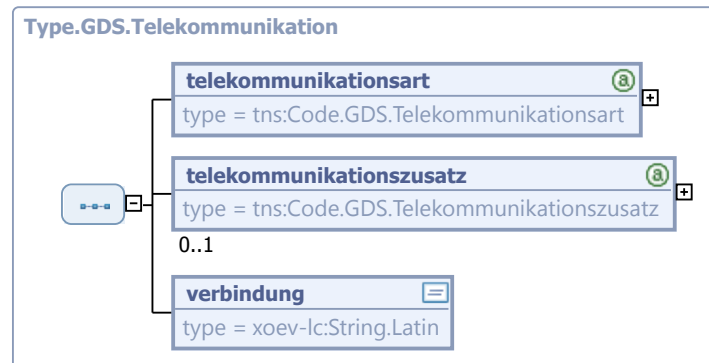 Type.GDS.Telekommunikation
telekommunikationsart
type = tns:Code.GDS.Telekommunikationsart
telekommunikationszusatz
type = tns:Code.GDS.Telekommunikationszusatz
0..1
verbindung
type = xoev-lc:String.Latin